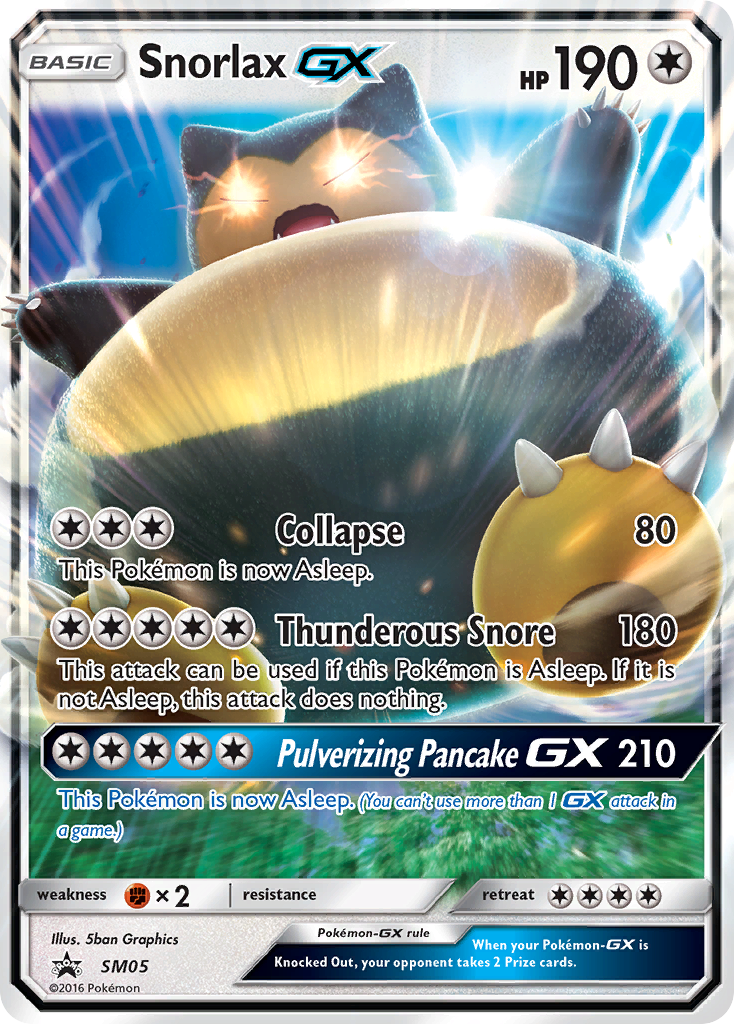 BASIC Snorlax GX HP 190
Collapse 80
This Pokémon is now Asleep.
Thunderous Snore 180
This attack can be used if this Pokémon is Asleep. If it is
not Asleep, this attack does nothing.
Pulverizing Pancake GX 210
This Pokémon is now Asleep. (You can't use more than 1 GX attack in
a game.)
weakness × 2 resistance retreat
Illus. 5ban Graphics
SM05
©2016 Pokémon
Pokémon-GX rule
When your Pokémon-GX is
Knocked Out, your opponent takes 2 Prize cards.